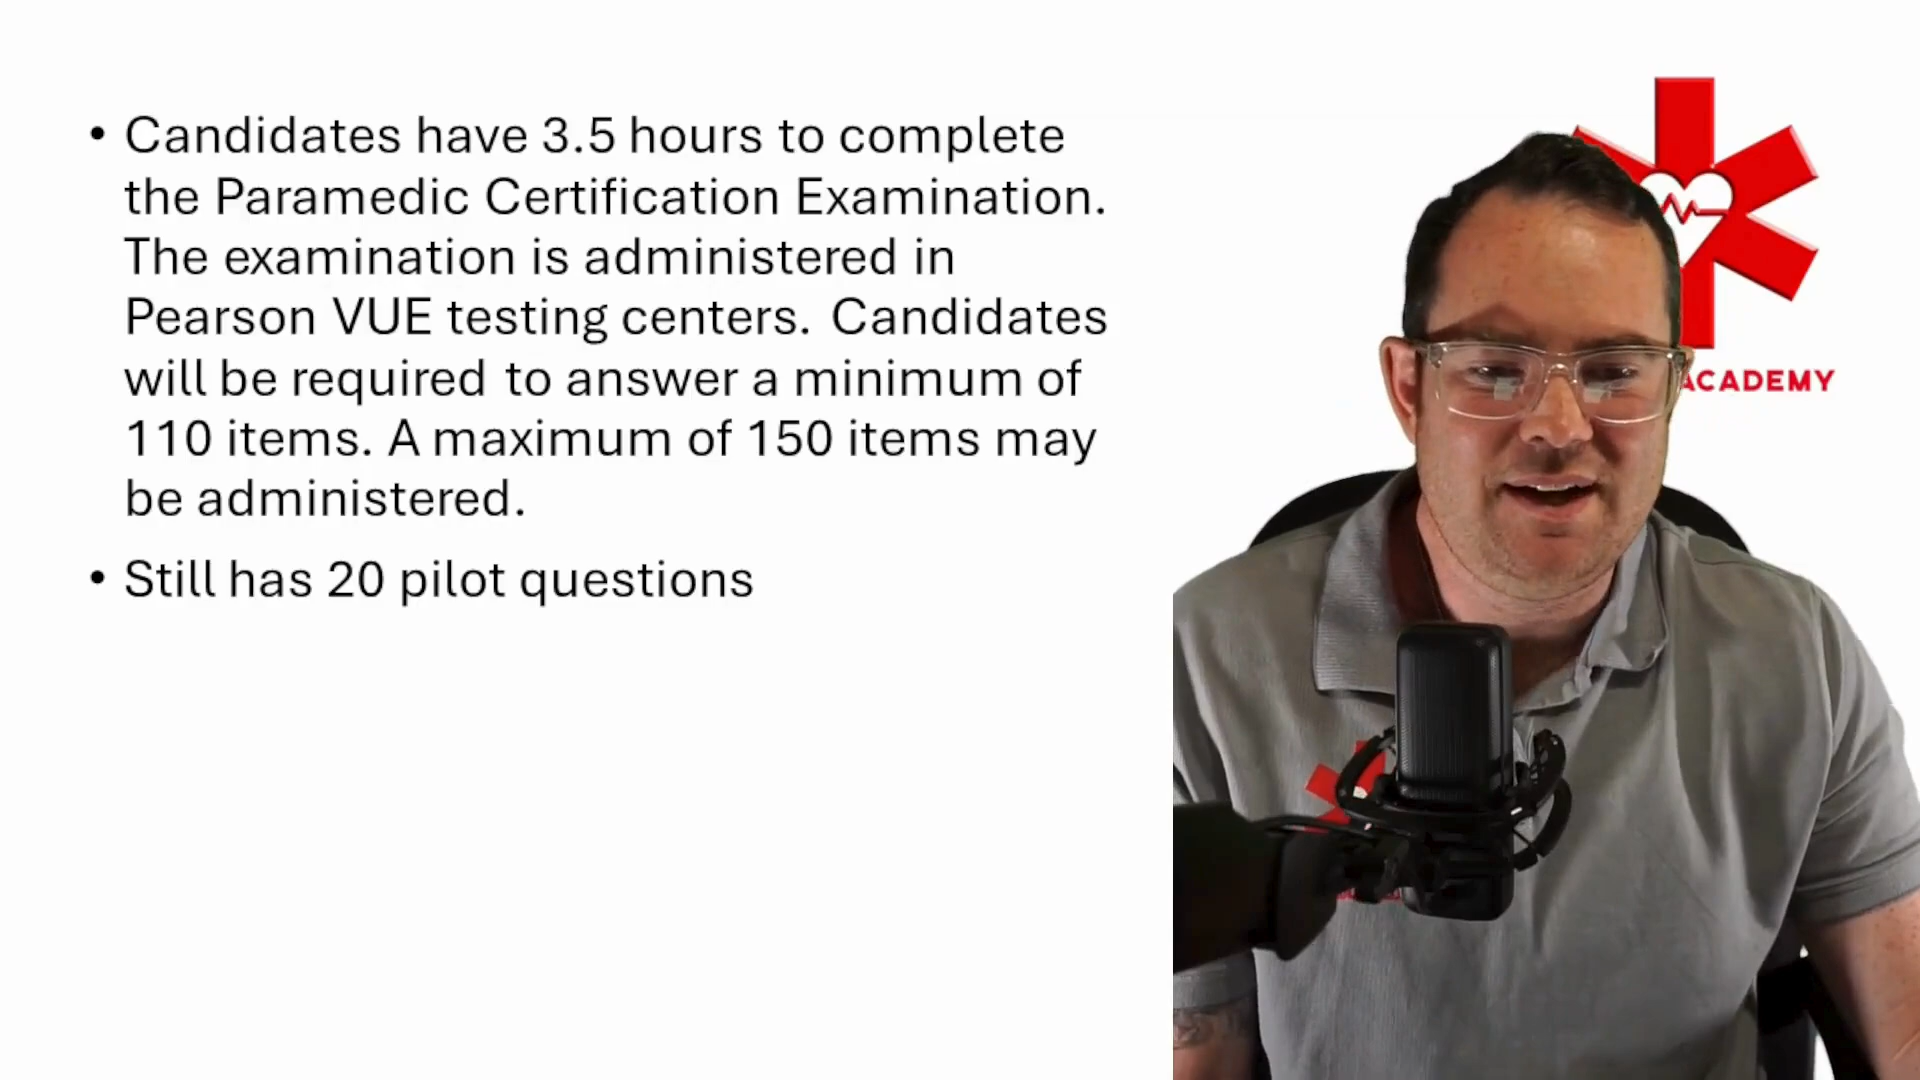 • Candidates have 3.5 hours to complete
the Paramedic Certification Examination.
The examination is administered in
Pearson VUE testing centers. Candidates
will be required to answer a minimum of
110 items. A maximum of 150 items may
be administered.
• Still has 20 pilot questions
ACADEMY